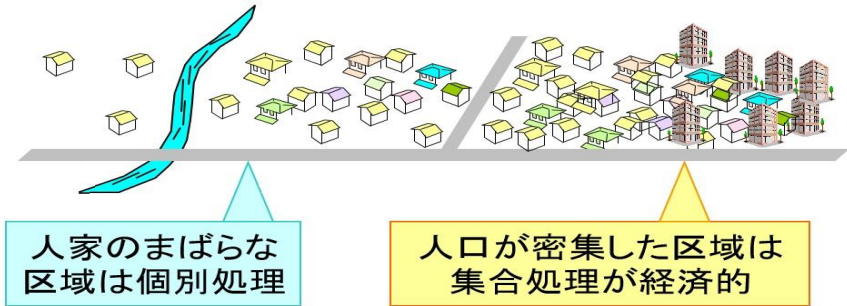 人家のまばらな
区域は個別処理
人口が密集した区域は
集合処理が経済的